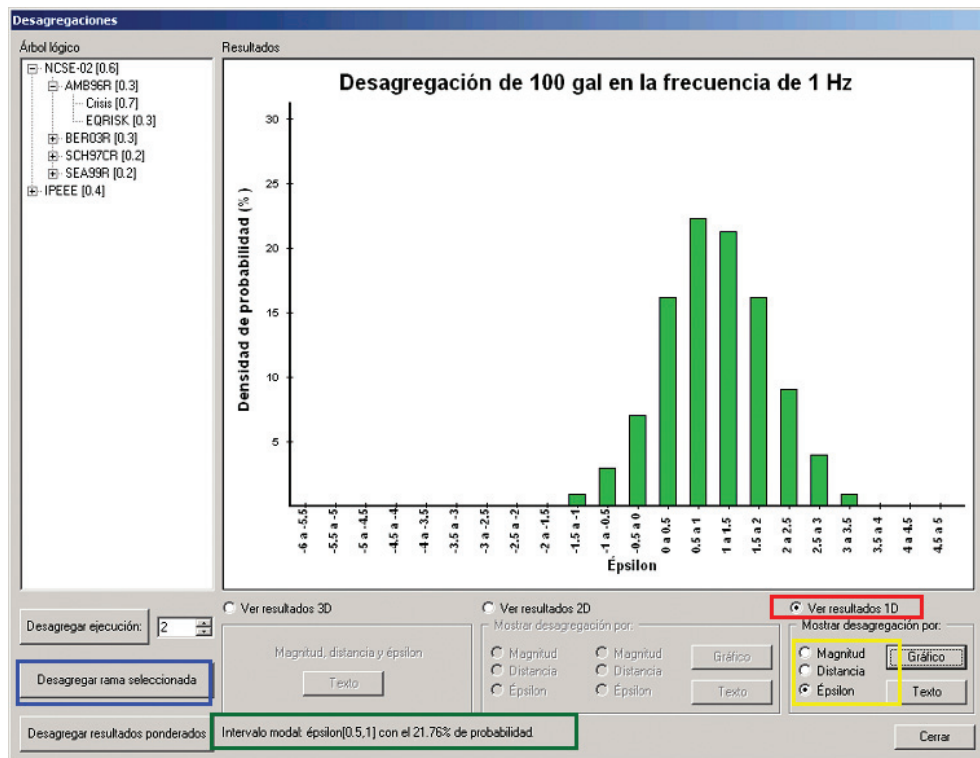 Desagregaciones
Árbol lógico
NCSE-02 [0.6]
AMB96R [0.3]
Crisis [0.7]
EQRISK [0.3]
BER03R [0.3]
SCH97CR [0.2]
SEA99R [0.2]
IPEEE [0.4]
Resultados
Desagregación de 100 gal en la frecuencia de 1 Hz
Densidad de probabilidad (%)
30
25
20
15
10
5
-6 a -5.5
-5.5 a -5
-5 a -4.5
-4.5 a -4
-4 a -3.5
-3.5 a -3
-3 a -2.5
-2.5 a -2
-2 a -1.5
-1.5 a -1
-1 a -0.5
-0.5 a 0
0 a 0.5
0.5 a 1
1 a 1.5
1.5 a 2
2 a 2.5
2.5 a 3
3 a 3.5
3.5 a 4
4 a 4.5
4.5 a 5
Épsilon
Desagregar ejecución:
2
Desagregar rama seleccionada
Desagregar resultados ponderados
Ver resultados 3D
Magnitud, distancia y épsilon
Texto
Ver resultados 2D
Mostrar desagregación por:
Magnitud
Distancia
Épsilon
Magnitud
Distancia
Épsilon
Gráfico
Texto
Ver resultados 1D
Mostrar desagregación por:
Magnitud
Distancia
Épsilon
Gráfico
Texto
Intervalo modal: épsilon[0.5,1] con el 21.76% de probabilidad.
Cerrar